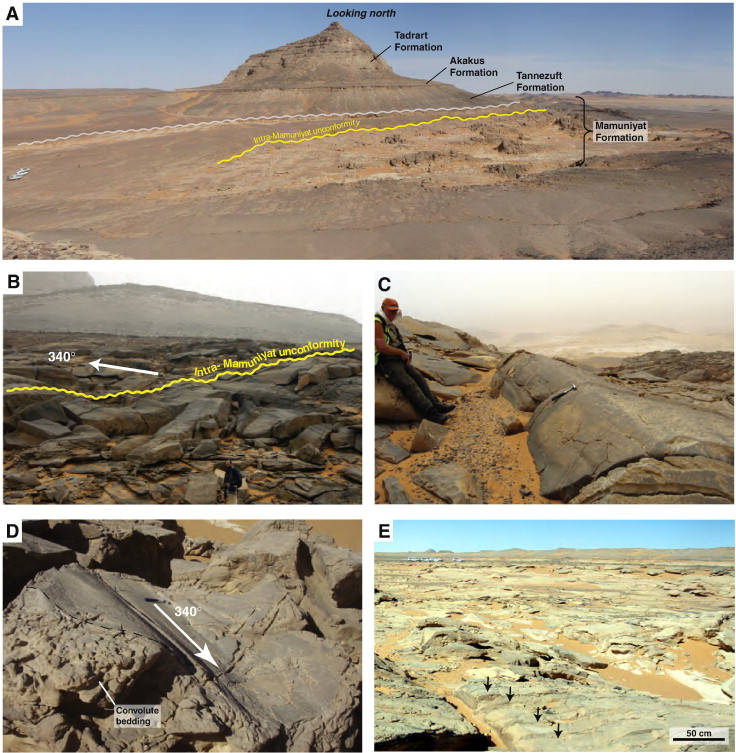 A
Looking north
Tadrart
Formation
Akakus
Formation
Tannezuft
Formation
Intra-Mamuniyat unconformity
Mamuniyat
Formation
B
340°
Intra- Mamuniyat unconformity
C
D
340°
Convolute
bedding
E
50 cm